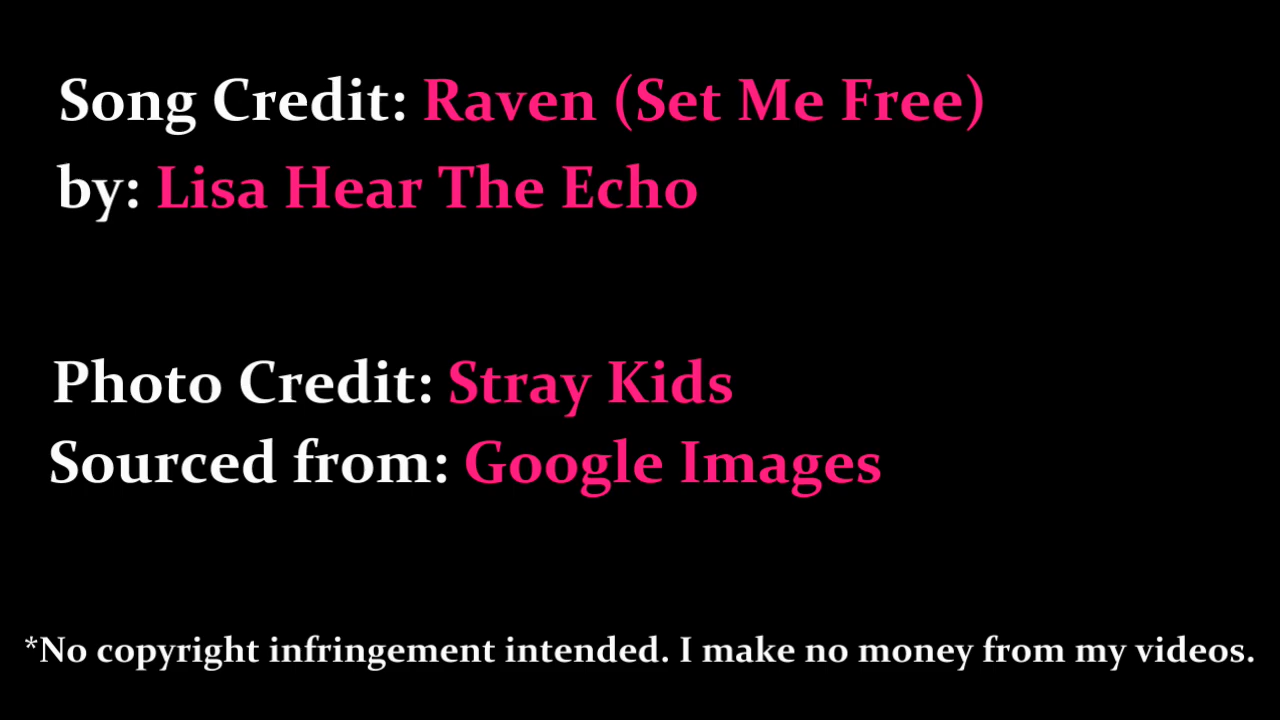 Song Credit: Raven (Set Me Free)
by: Lisa Hear The Echo
Photo Credit: Stray Kids
Sourced from: Google Images
*No copyright infringement intended. I make no money from my videos.